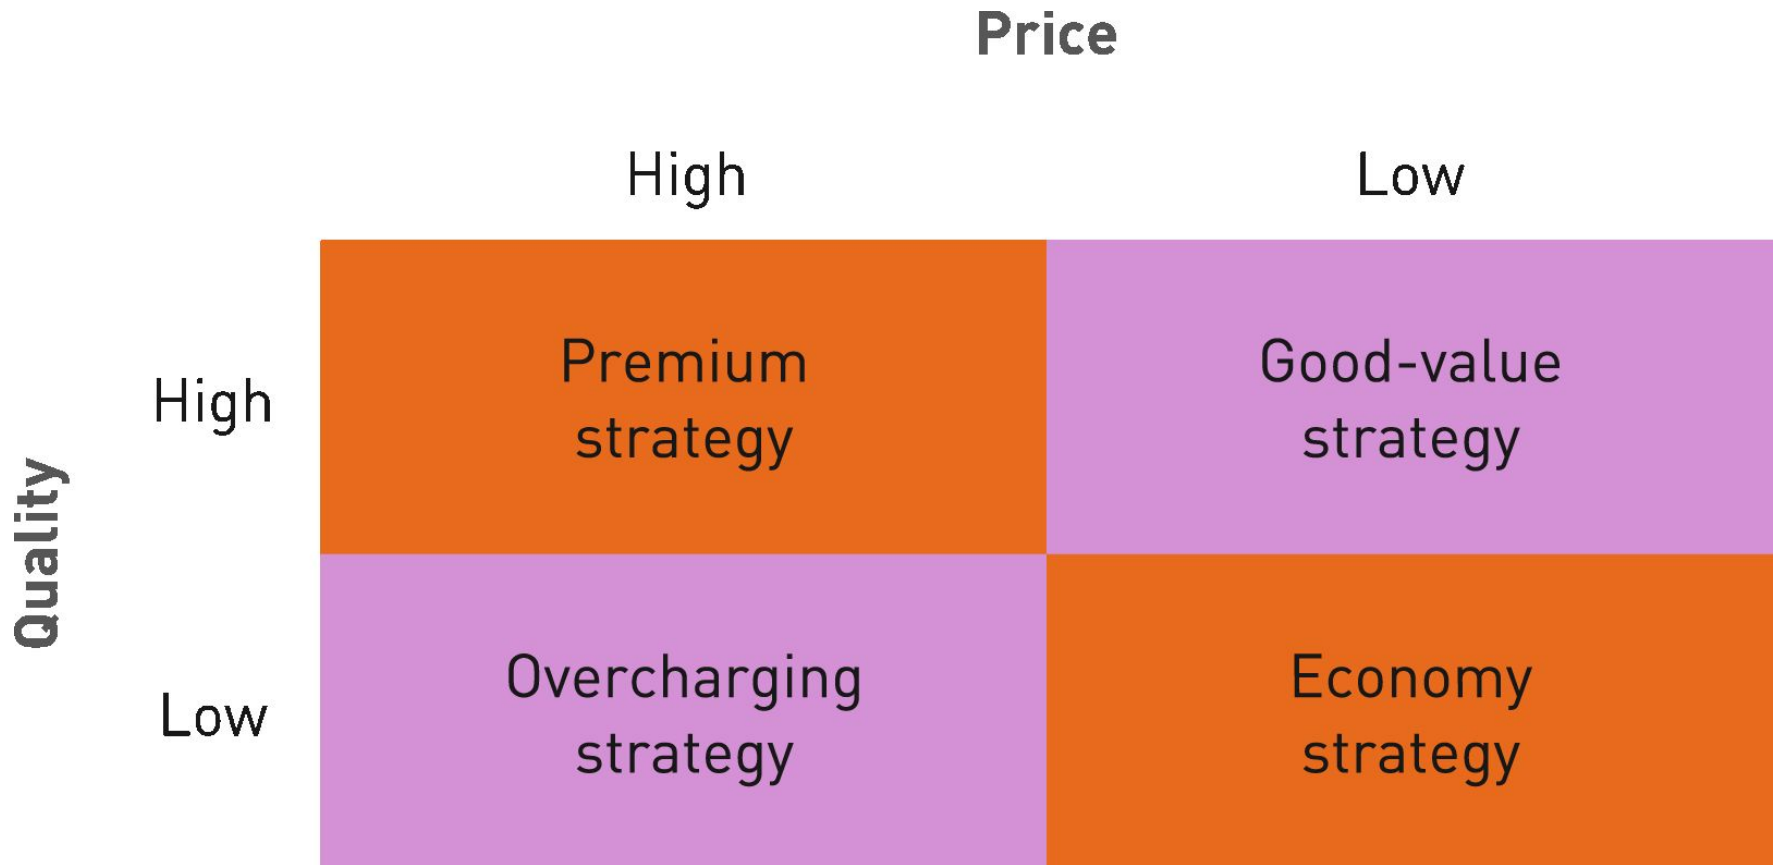 Price
High
Low
Quality
High
Premium
strategy
Good-value
strategy
Low
Overcharging
strategy
Economy
strategy